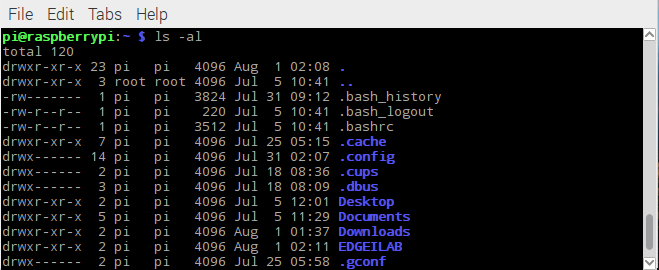 File Edit Tabs Help
pi@raspberrypi:~ $ ls -al
total 120
drwxr-xr-x 23 pi   pi   4096 Aug  1 02:08 .
drwxr-xr-x  3 root root 4096 Jul  5 10:41 ..
-rw-------  1 pi   pi   3824 Jul 31 09:12 .bash_history
-rw-r--r--  1 pi   pi    220 Jul  5 10:41 .bash_logout
-rw-r--r--  1 pi   pi   3512 Jul  5 10:41 .bashrc
drwxr-xr-x  7 pi   pi   4096 Jul 25 05:15 .cache
drwx------ 14 pi   pi   4096 Jul 31 02:07 .config
drwx------  2 pi   pi   4096 Jul 18 08:36 .cups
drwx------  3 pi   pi   4096 Jul 18 08:09 .dbus
drwxr-xr-x  2 pi   pi   4096 Jul  5 12:01 Desktop
drwxr-xr-x  5 pi   pi   4096 Jul  5 11:29 Documents
drwxr-xr-x  2 pi   pi   4096 Aug  1 01:37 Downloads
drwxr-xr-x  2 pi   pi   4096 Aug  1 02:11 EDGEILAB
drwx------  2 pi   pi   4096 Jul 25 05:58 .gconf